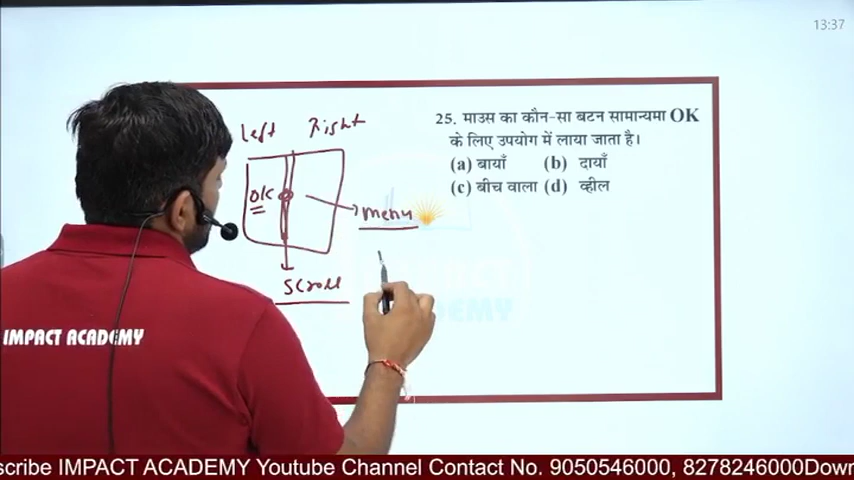 13:37
Left Right
OK
menu
Scroll
25. माउस का कौन-सा बटन सामान्यमा OK
के लिए उपयोग में लाया जाता है।
(a) बायाँ (b) दायाँ
(c) बीच वाला (d) व्हील
ACADEMY
IMPACT ACADEMY
scribe IMPACT ACADEMY Youtube Channel Contact No. 9050546000, 8278246000Down